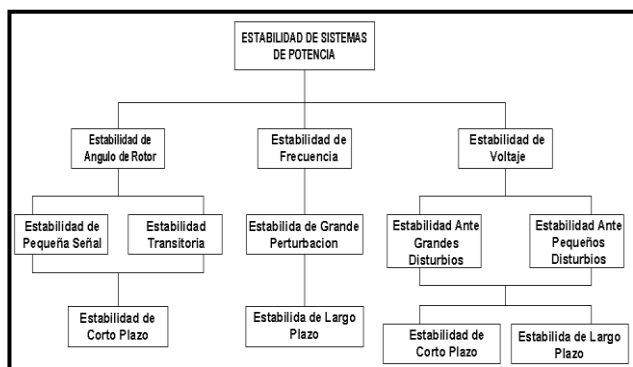 ESTABILIDAD DE SISTEMAS
DE POTENCIA
Estabilidad de
Angulo de Rotor
Estabilidad de
Frecuencia
Estabilidad de
Voltaje
Estabilidad de
Pequeña Señal
Estabilidad
Transitoria
Estabilida de Grande
Perturbacion
Estabilidad Ante
Grandes
Disturbios
Estabilidad Ante
Pequeños
Disturbios
Estabilidad de
Corto Plazo
Estabilida de Largo
Plazo
Estabilidad de
Corto Plazo
Estabilida de Largo
Plazo